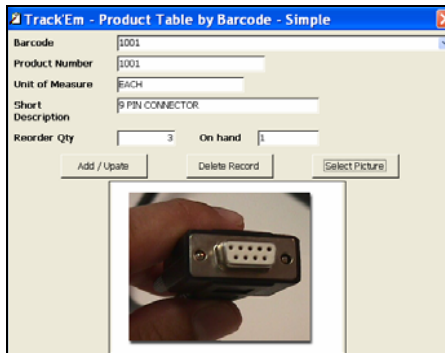 Track'Em - Product Table by Barcode - Simple
Barcode 1001
Product Number 1001
Unit of Measure EACH
Short Description 9 PIN CONNECTOR
Reorder Qty 3 On hand 1
Add / Upate Delete Record Select Picture